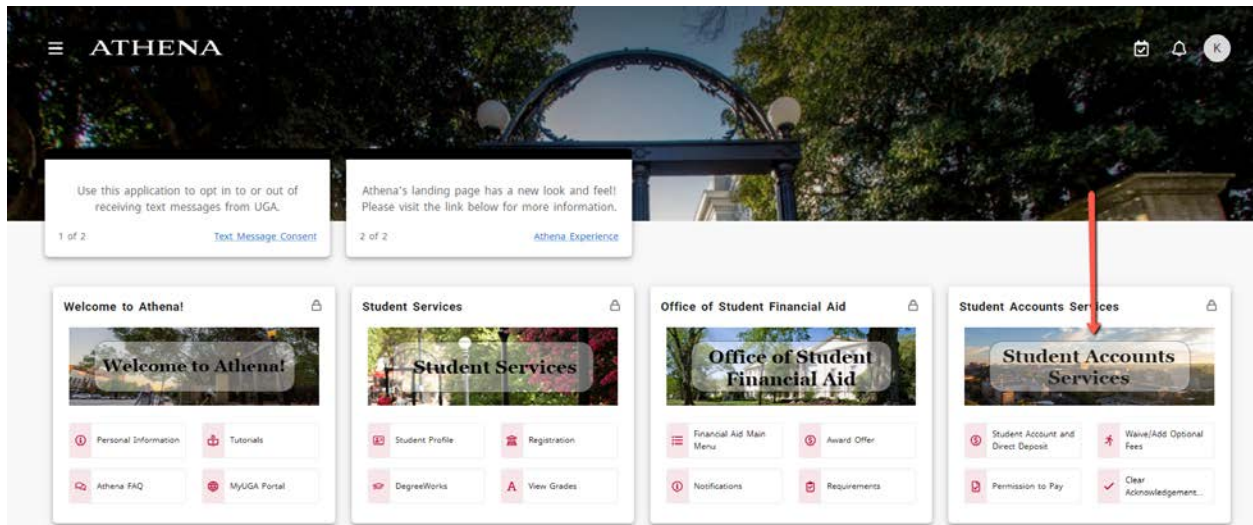 ATHENA
K
Use this application to opt in to or out of
receiving text messages from UGA.
1 of 2
Text Message Consent
Athena's landing page has a new look and feel!
Please visit the link below for more information.
2 of 2
Athena Experience
Welcome to Athena!
Welcome to Athena!
Personal Information
Tutorials
Athena FAQ
MyUGA Portal
Student Services
Student Services
Student Profile
Registration
DegreeWorks
A
View Grades
Office of Student Financial Aid
Office of Student
Financial Aid
Financial Aid Main
Menu
Award Offer
Notifications
Requirements
Student Accounts Services
Student Accounts
Services
Student Account and
Direct Deposit
Waive/Add Optional
Fees
Permission to Pay
Clear
Acknowledgement...